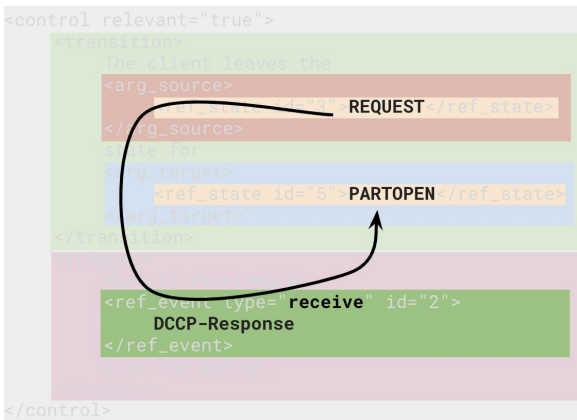 <control relevant="true">
<transition>
The client leaves the
<arg_source>
<ref_state id="3">REQUEST</ref_state>
</arg_source>
state for
<arg_target>
<ref_state id="5">PARTOPEN</ref_state>
</arg_target>
</transition>
<ref_event type="receive" id="2">
DCCP-Response
</ref_event>
</control>